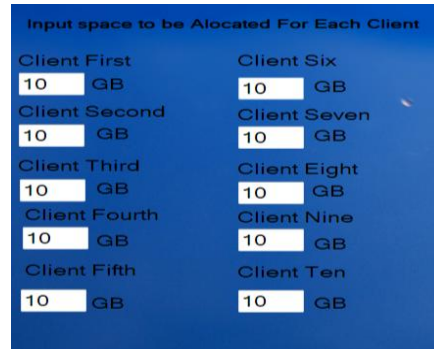 Input space to be Alocated For Each Client
Client First
10 GB
Client Second
10 GB
Client Third
10 GB
Client Fourth
10 GB
Client Fifth
10 GB
Client Six
10 GB
Client Seven
10 GB
Client Eight
10 GB
Client Nine
10 GB
Client Ten
10 GB